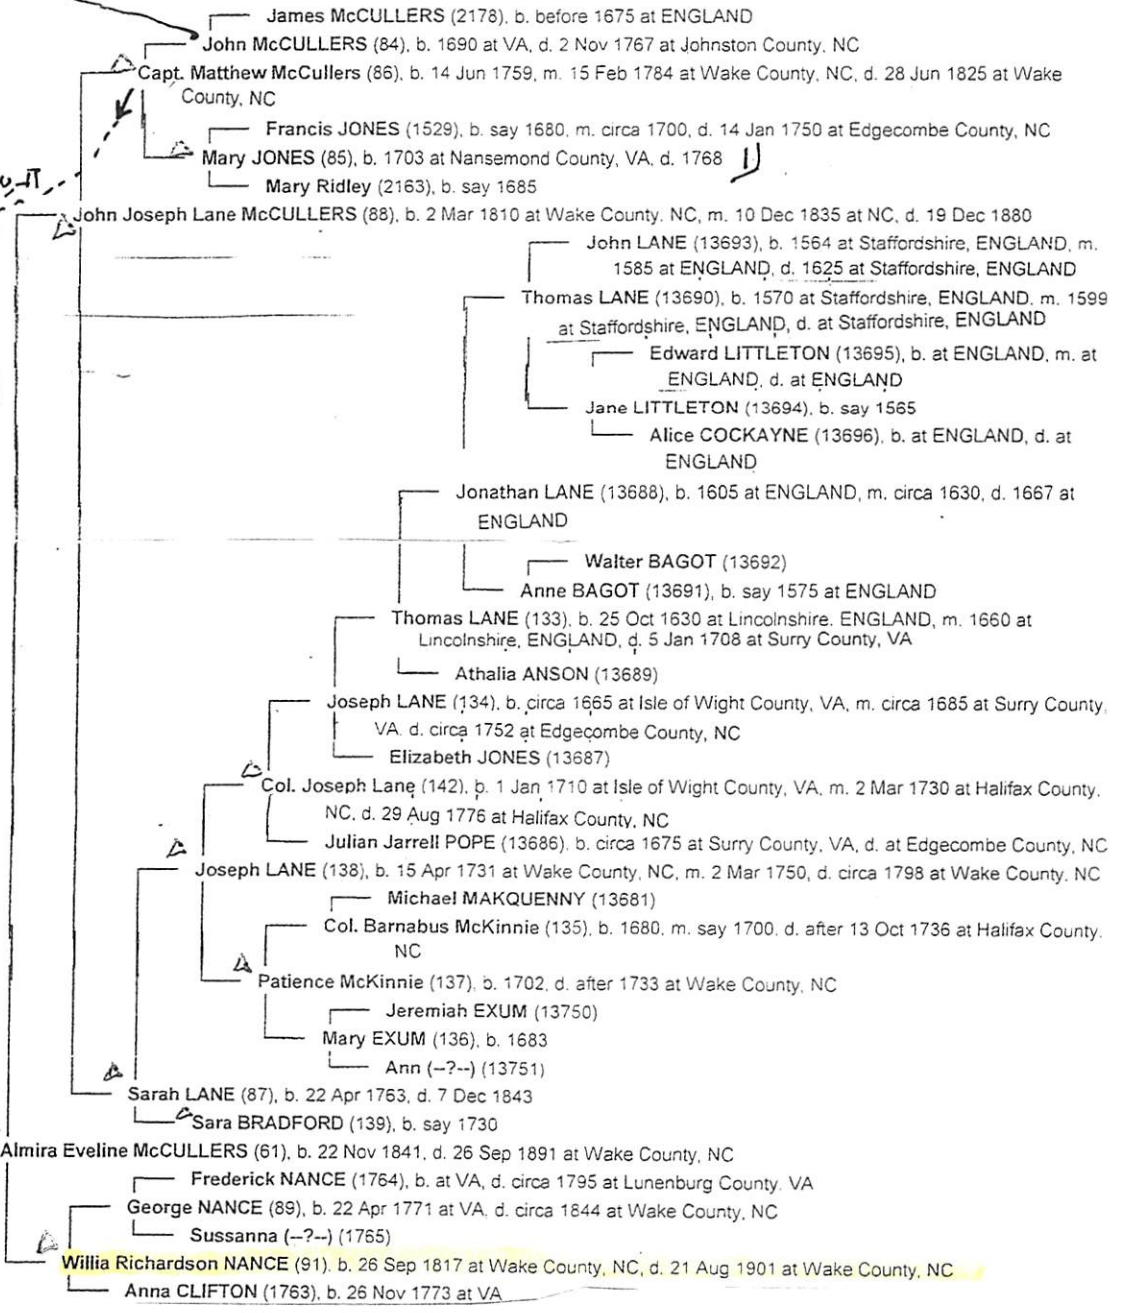 James McCULLERS (2178), b. before 1675 at ENGLAND
John McCULLERS (84), b. 1690 at VA, d. 2 Nov 1767 at Johnston County, NC
Capt. Matthew McCullers (86), b. 14 Jun 1759, m. 15 Feb 1784 at Wake County, NC, d. 28 Jun 1825 at Wake
County, NC
Francis JONES (1529), b. say 1680, m. circa 1700, d. 14 Jan 1750 at Edgecombe County, NC
Mary JONES (85), b. 1703 at Nansemond County, VA, d. 1768
Mary Ridley (2163), b. say 1685
John Joseph Lane McCULLERS (88), b. 2 Mar 1810 at Wake County, NC, m. 10 Dec 1835 at NC, d. 19 Dec 1880
John LANE (13693), b. 1564 at Staffordshire, ENGLAND, m.
1585 at ENGLAND, d. 1625 at Staffordshire, ENGLAND
Thomas LANE (13690), b. 1570 at Staffordshire, ENGLAND, m. 1599
at Staffordshire, ENGLAND, d. at Staffordshire, ENGLAND
Edward LITTLETON (13695), b. at ENGLAND, m. at
ENGLAND, d. at ENGLAND
Jane LITTLETON (13694), b. say 1565
Alice COCKAYNE (13696), b. at ENGLAND, d. at
ENGLAND
Jonathan LANE (13688), b. 1605 at ENGLAND, m. circa 1630, d. 1667 at
ENGLAND
Walter BAGOT (13692)
Anne BAGOT (13691), b. say 1575 at ENGLAND
Thomas LANE (133), b. 25 Oct 1630 at Lincolnshire, ENGLAND, m. 1660 at
Lincolnshire, ENGLAND, d. 5 Jan 1708 at Surry County, VA
Athalia ANSON (13689)
Joseph LANE (134), b. circa 1665 at Isle of Wight County, VA, m. circa 1685 at Surry County,
VA, d. circa 1752 at Edgecombe County, NC
Elizabeth JONES (13687)
Col. Joseph Lane (142), b. 1 Jan 1710 at Isle of Wight County, VA, m. 2 Mar 1730 at Halifax County,
NC, d. 29 Aug 1776 at Halifax County, NC
Julian Jarrell POPE (13686), b. circa 1675 at Surry County, VA, d. at Edgecombe County, NC
Joseph LANE (138), b. 15 Apr 1731 at Wake County, NC, m. 2 Mar 1750, d. circa 1798 at Wake County, NC
Michael MAKQUENNY (13681)
Col. Barnabus McKinnie (135), b. 1680, m. say 1700, d. after 13 Oct 1736 at Halifax County,
NC
Patience McKinnie (137), b. 1702, d. after 1733 at Wake County, NC
Jeremiah EXUM (13750)
Mary EXUM (136), b. 1683
Ann (--?--) (13751)
Sarah LANE (87), b. 22 Apr 1763, d. 7 Dec 1843
Sara BRADFORD (139), b. say 1730
Almira Eveline McCULLERS (61), b. 22 Nov 1841, d. 26 Sep 1891 at Wake County, NC
Frederick NANCE (1764), b. at VA, d. circa 1795 at Lunenburg County, VA
George NANCE (89), b. 22 Apr 1771 at VA, d. circa 1844 at Wake County, NC
Sussanna (--?--) (1765)
Willia Richardson NANCE (91), b. 26 Sep 1817 at Wake County, NC, d. 21 Aug 1901 at Wake County, NC
Anna CLIFTON (1763), b. 26 Nov 1773 at VA